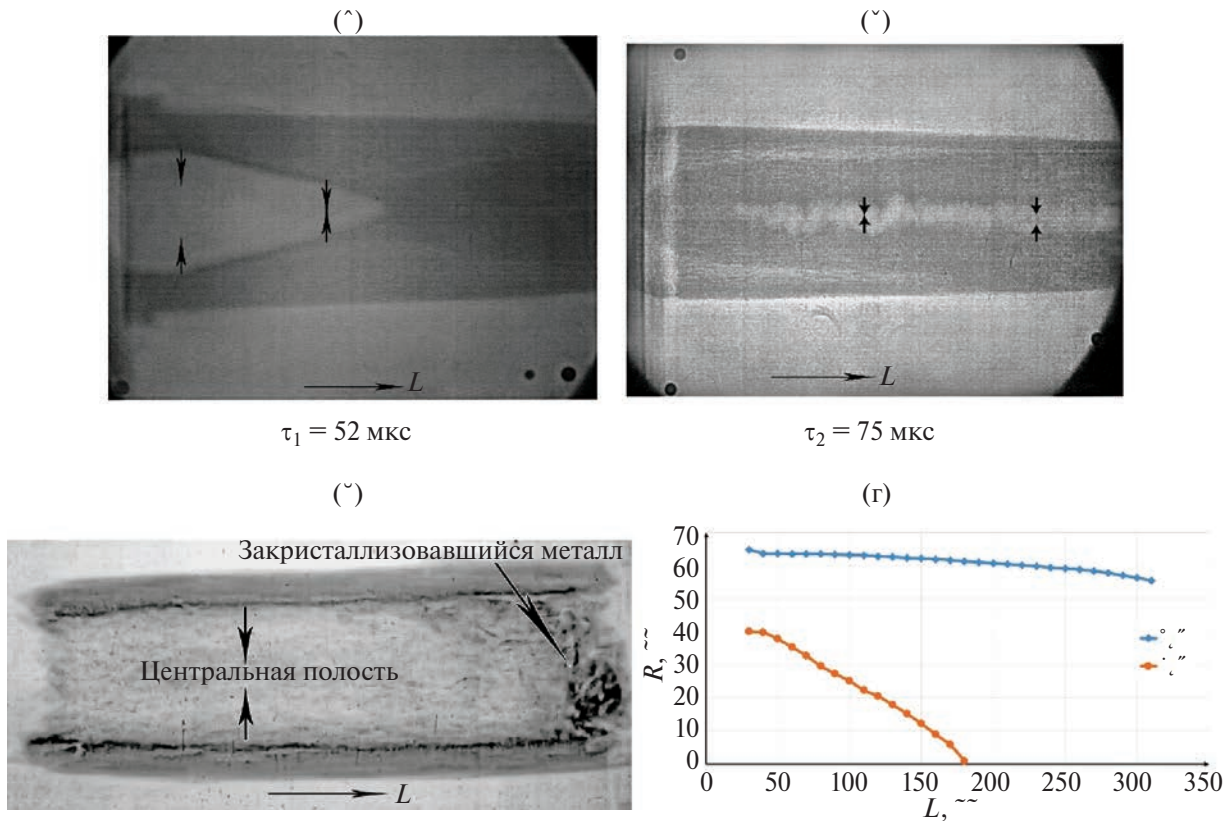 (ˆ)
(ˇ)
L
L
τ₁ = 52 мкс
τ₂ = 75 мкс
(˘)
(г)
Закристаллизовавшийся металл
Центральная полость
L
70
60
50
40
30
20
10
0
R, ˜˜
0 50 100 150 200 250 300 350
L, ˜˜